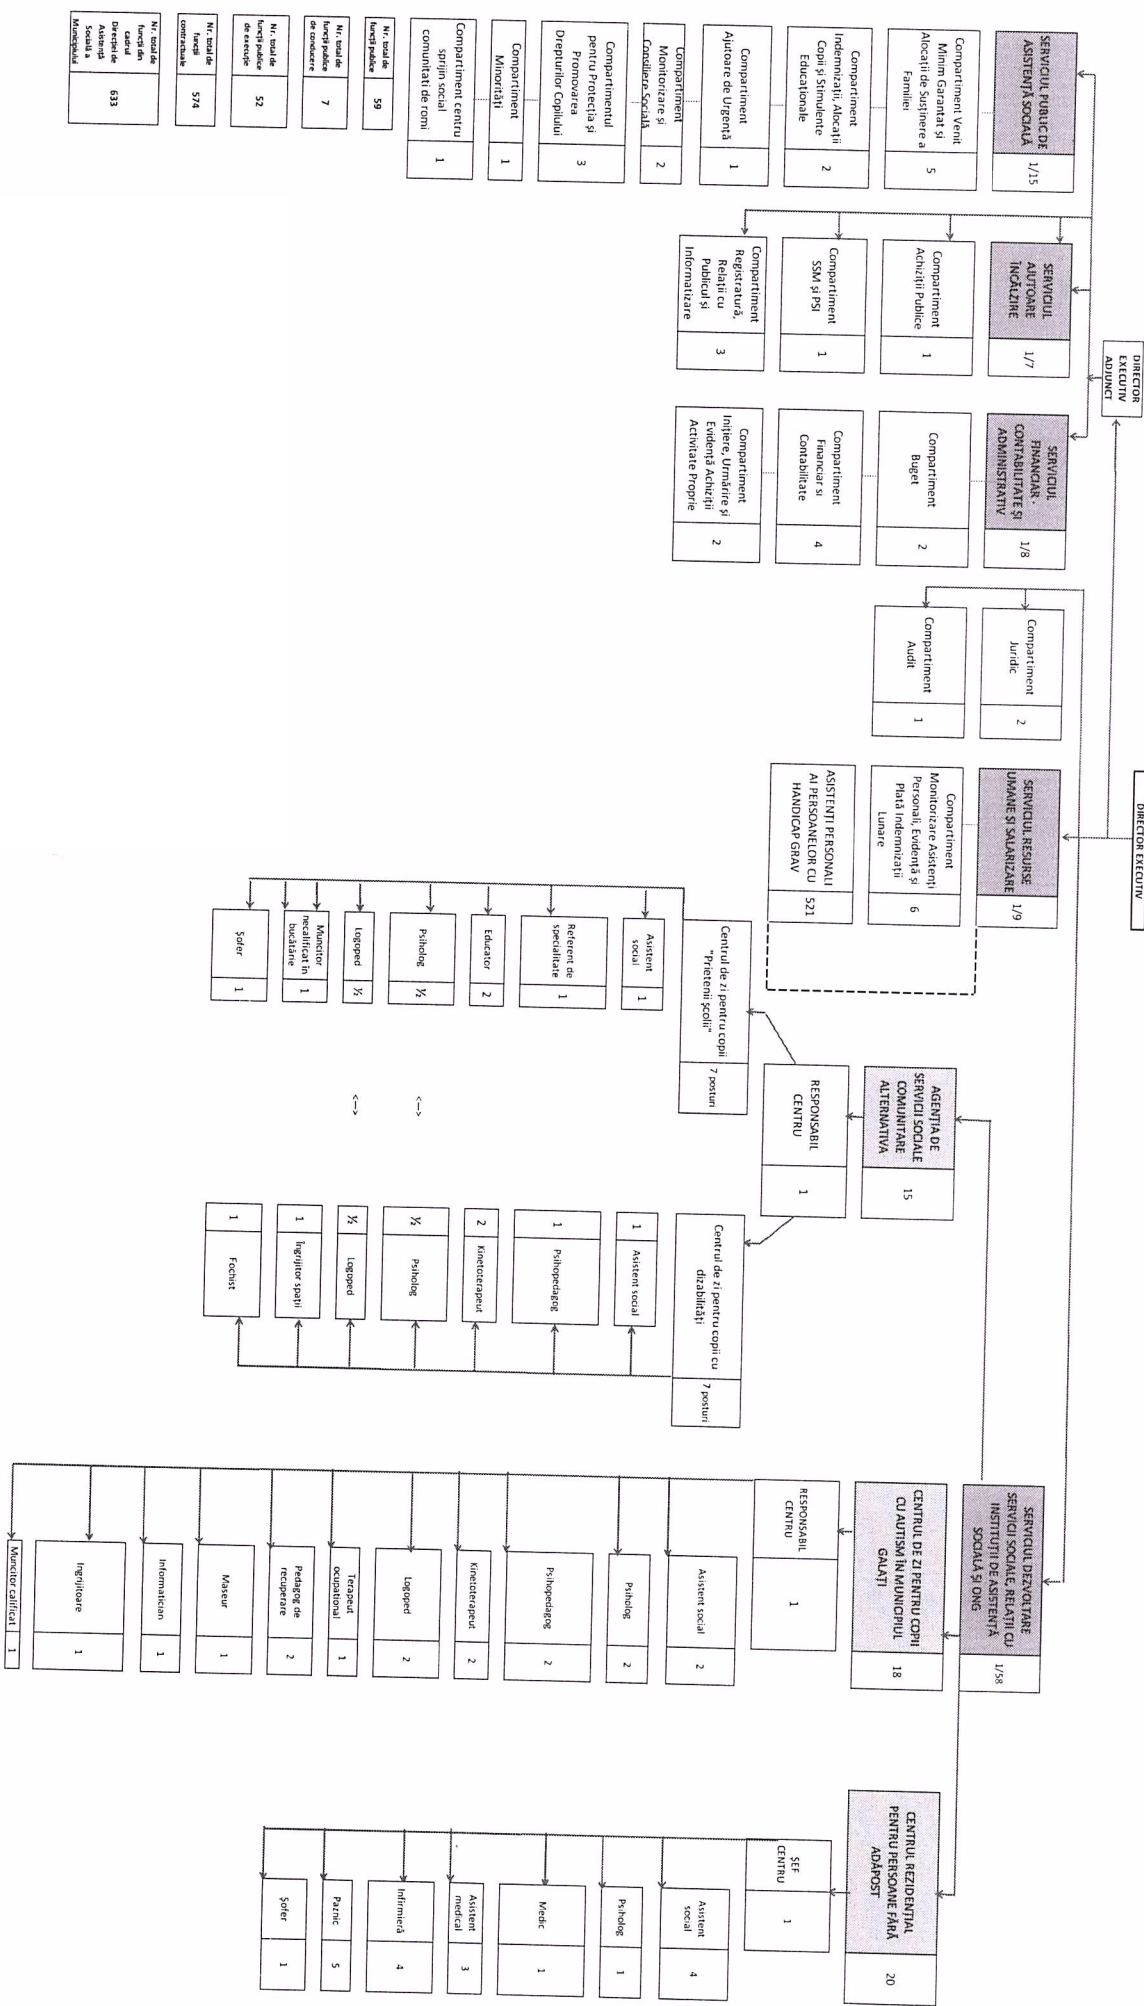 DIRECTOR EXECUTIV
DIRECTOR
EXECUTIV
ADJUNCT
SERVICIUL PUBLIC DE
ASISTENȚĂ SOCIALĂ
1/15
Compartiment Venit
Minim Garantat și
Alocații de Susținere a
Familiei
5
Compartiment
Indemnizații, Alocații
Copii și Stimulente
Educaționale
2
Compartiment
Ajutoare de Urgență
1
Compartiment
Monitorizare și
Consiliere Socială
2
Compartimentul
pentru Protecția și
Promovarea
Drepturilor Copilului
3
Compartiment
Minorități
1
Compartiment centru
sprijin social
comunitati de romi
1
Nr. total de
funcții publice
59
Nr. total de
funcții publice
de conducere
7
Nr. total de
funcții publice
de execuție
52
Nr. total de
funcții
contractuale
574
Nr. total de
funcții din
cadrul
Direcției de
Asistență
Socială a
Municipiului
633
SERVICIUL
AJUTOARE
ÎNCĂLZIRE
1/7
Compartiment
Achiziții Publice
1
Compartiment
SSM și PSI
1
Compartiment
Registratură,
Relații cu
Publicul și
Informatizare
3
SERVICIUL
FINANCIAR -
CONTABILITATE ȘI
ADMINISTRATIV
1/8
Compartiment
Buget
2
Compartiment
Financiar si
Contabilitate
4
Compartiment
Inițiere, Urmărire și
Evidență Achiziții
Activitate Proprie
2
Compartiment
Juridic
2
Compartiment
Audit
1
SERVICIUL RESURSE
UMANE ȘI SALARIZARE
1/9
Compartiment
Monitorizare Asistenți
Personali, Evidență și
Plată Indemnizații
Lunare
6
ASISTENȚI PERSONALI
AI PERSOANELOR CU
HANDICAP GRAV
521
AGENȚIA DE
SERVICII SOCIALE
COMUNITARE
ALTERNATIVA
15
RESPONSABIL
CENTRU
1
Centrul de zi pentru copii
"Prietenii școlii"
7 posturi
Asistent
social
1
Referent de
specialitate
1
Educator
2
Psiholog
½
Logoped
½
Muncitor
necalificat în
bucătărie
1
Șofer
1
<--->
<--->
Centrul de zi pentru copii cu
dizabilități
7 posturi
1
Asistent social
1
Psihopedagog
2
Kinetoterapeut
½
Psiholog
½
Logoped
1
Îngrijitor spații
1
Fochist
SERVICIUL DEZVOLTARE
SERVICII SOCIALE, RELAȚII CU
INSTITUȚII DE ASISTENȚĂ
SOCIALĂ ȘI ONG
1/58
CENTRUL DE ZI PENTRU COPII
CU AUTISM ÎN MUNICIPIUL
GALAȚI
18
RESPONSABIL
CENTRU
1
Asistent social
2
Psiholog
2
Psihopedagog
2
Kinetoterapeut
2
Logoped
2
Terapeut
ocupational
1
Pedagog de
recuperare
2
Maseur
1
Informatician
1
Ingrijitoare
1
Muncitor calificat
1
CENTRUL REZIDENȚIAL
PENTRU PERSOANE FĂRĂ
ADĂPOST
20
ȘEF
CENTRU
1
Asistent
social
4
Psiholog
1
Medic
1
Asistent
medical
3
Infirmieră
4
Paznic
5
Șofer
1